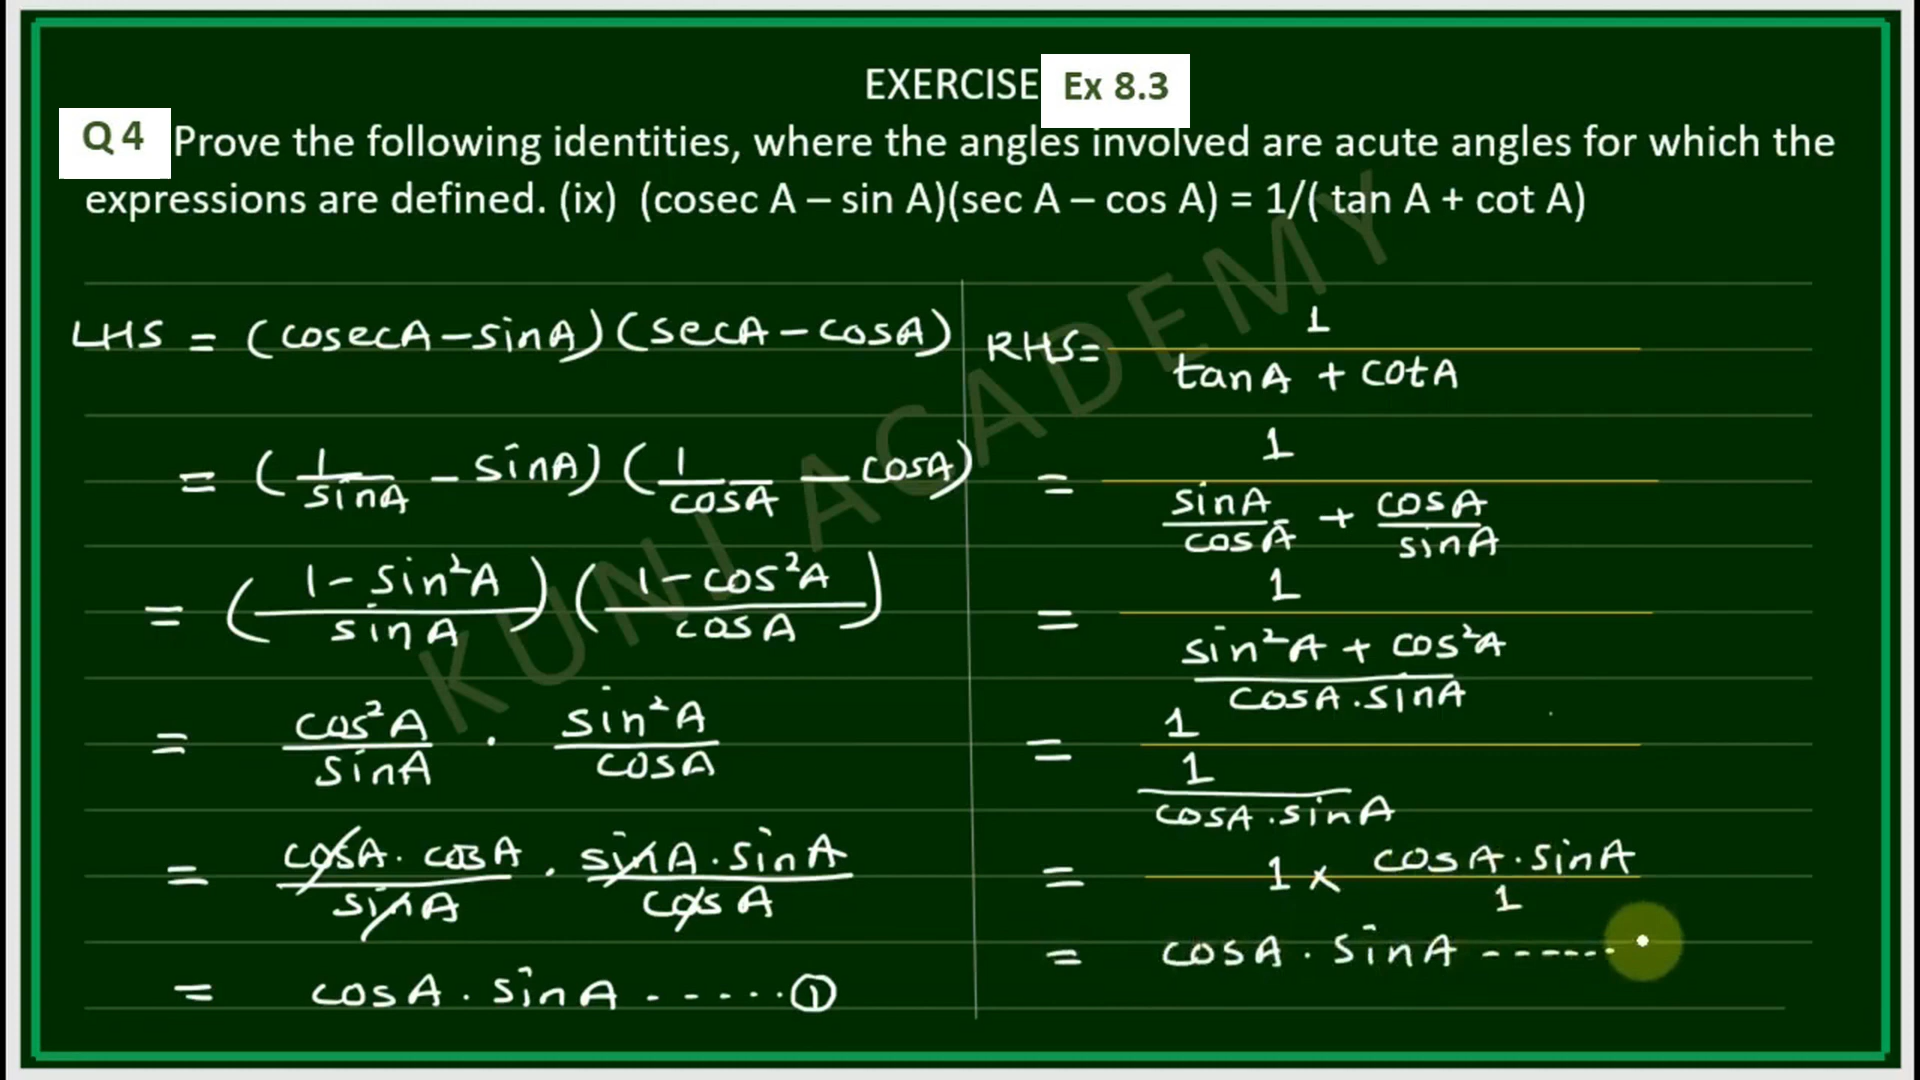 EXERCISE Ex 8.3
Q 4 Prove the following identities, where the angles involved are acute angles for which the
expressions are defined. (ix) (cosec A – sin A)(sec A – cos A) = 1/( tan A + cot A)
LHS = (cosecA-sinA)(secA-cosA)
= (1/sinA - sinA)(1/cosA - cosA)
= ((1-sin²A)/sinA)((1-cos²A)/cosA)
= cos²A/sinA · sin²A/cosA
= (cosA·cosA)/sinA · (sinA·sinA)/cosA
= cosA·sinA ------①
RHS = 1/(tanA + cotA)
= 1/(sinA/cosA + cosA/sinA)
= 1/((sin²A + cos²A)/(cosA·sinA))
= 1/(1/(cosA·sinA))
= 1 × (cosA·sinA)/1
= cosA·sinA ------
KUNI ACADEMY